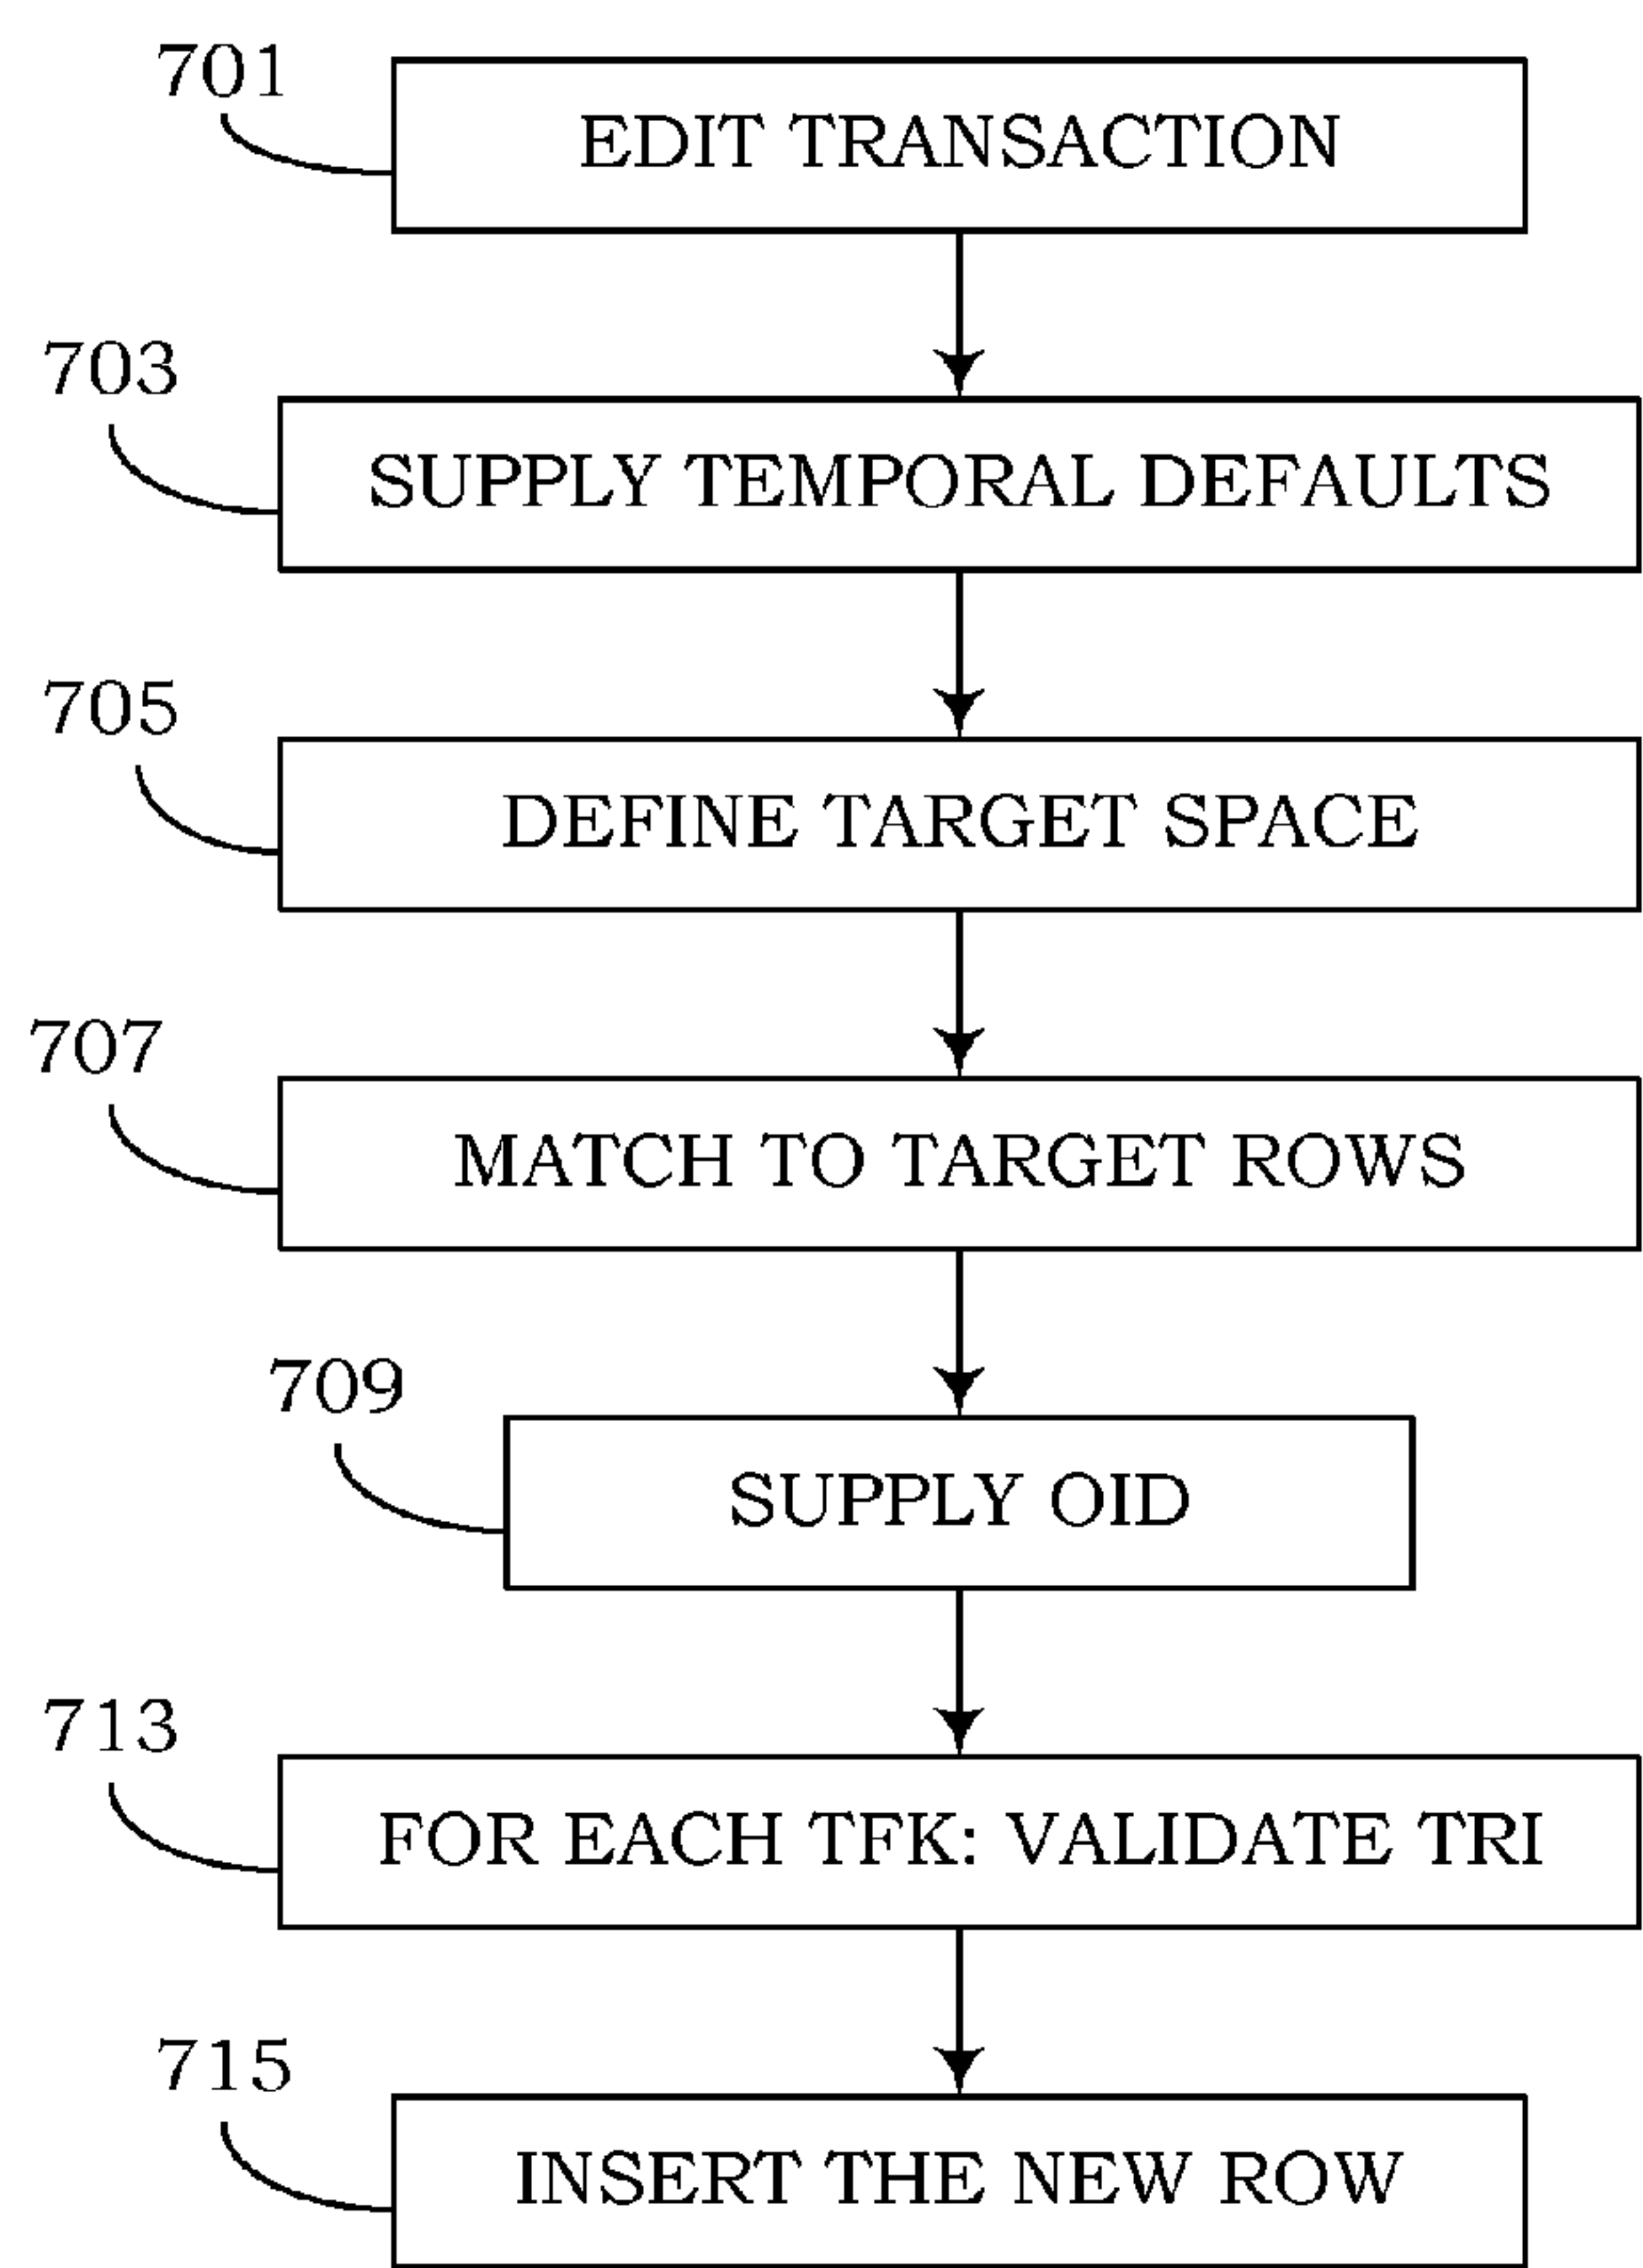 701
EDIT TRANSACTION
703
SUPPLY TEMPORAL DEFAULTS
705
DEFINE TARGET SPACE
707
MATCH TO TARGET ROWS
709
SUPPLY OID
713
FOR EACH TFK: VALIDATE TRI
715
INSERT THE NEW ROW